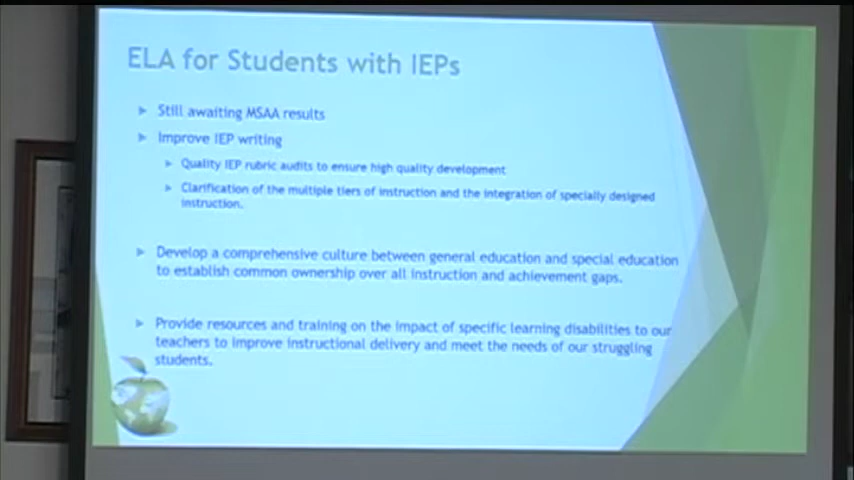 ELA for Students with IEPs
Still awaiting MSAA results
Improve IEP writing
Quality IEP rubric audits to ensure high quality development
Clarification of the multiple tiers of instruction and the integration of specially designed
instruction.
Develop a comprehensive culture between general education and special education
to establish common ownership over all instruction and achievement gaps.
Provide resources and training on the impact of specific learning disabilities to our
teachers to improve instructional delivery and meet the needs of our struggling
students.